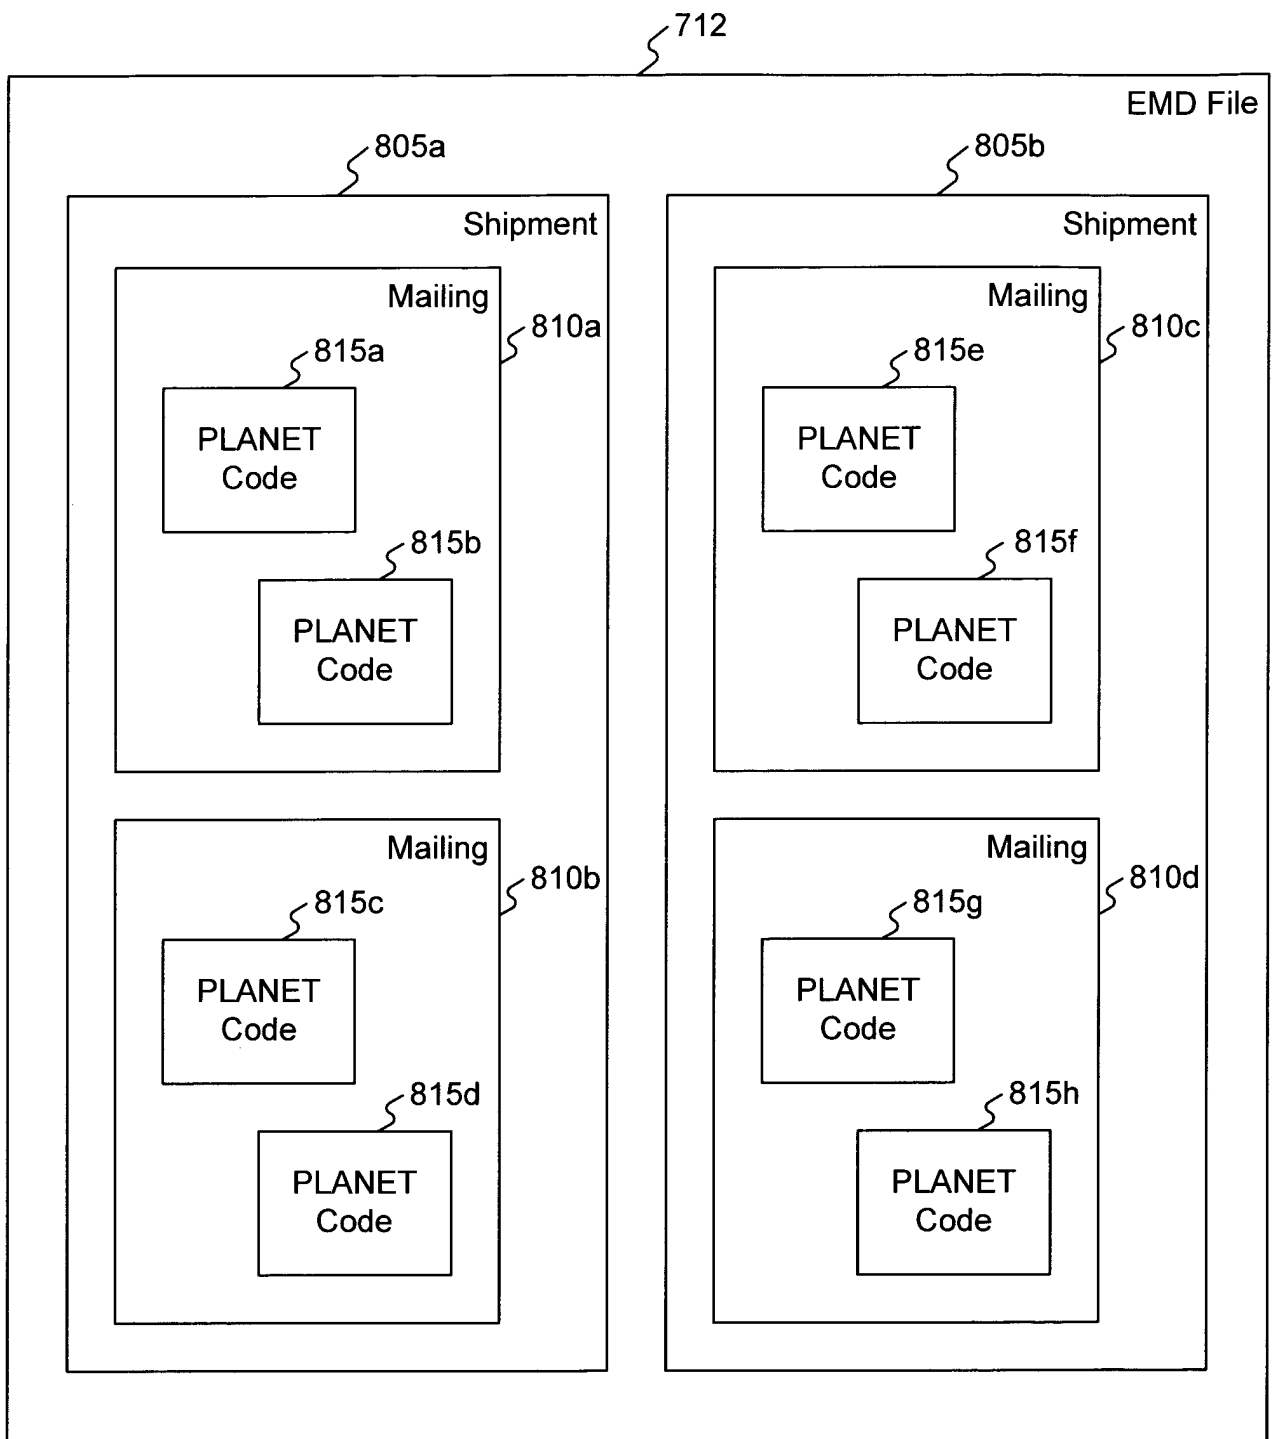 712
EMD File
805a
805b
Shipment
Shipment
Mailing
810a
815a
PLANET
Code
815b
PLANET
Code
Mailing
810b
815c
PLANET
Code
815d
PLANET
Code
Mailing
810c
815e
PLANET
Code
815f
PLANET
Code
Mailing
810d
815g
PLANET
Code
815h
PLANET
Code